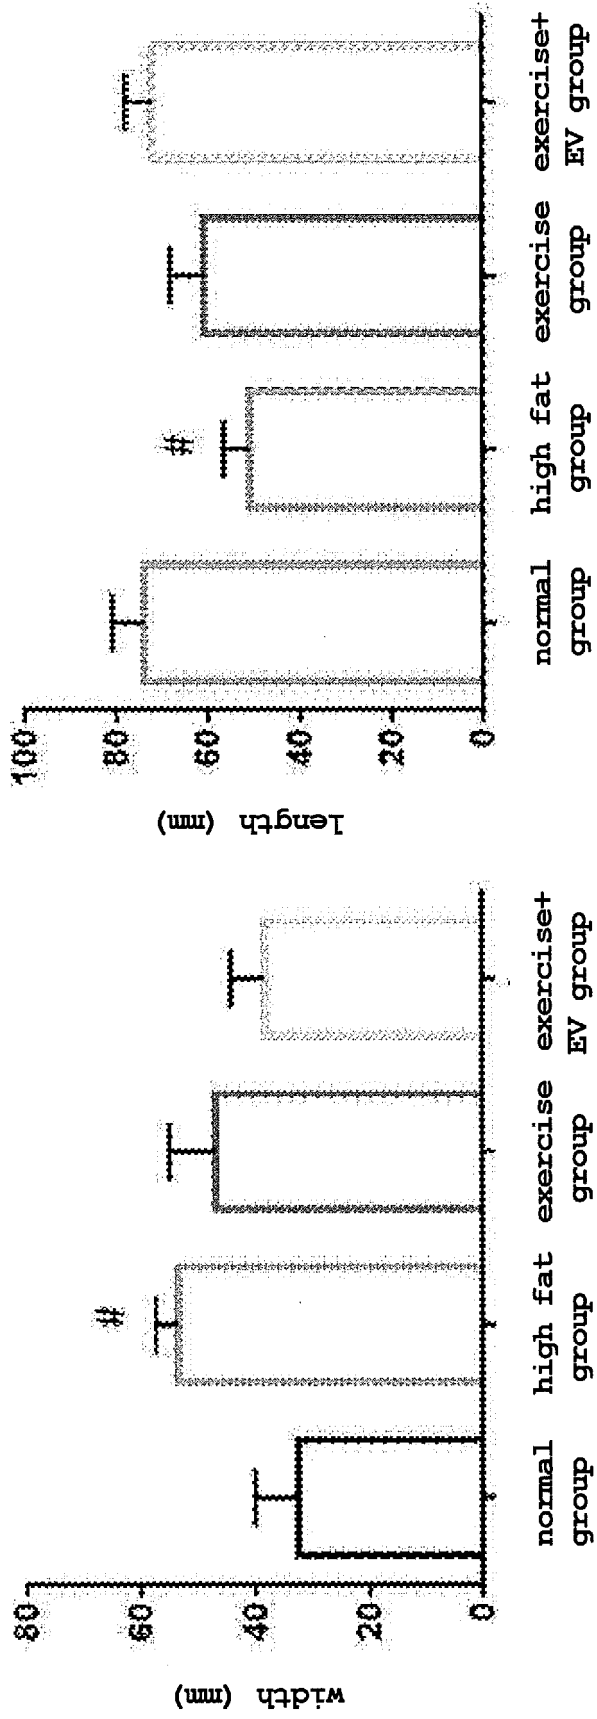 width (mm)
80
60
40
20
0
#
normal
group
high fat
group
exercise
group
exercise+
EV group
length (mm)
100
80
60
40
20
0
#
normal
group
high fat
group
exercise
group
exercise+
EV group